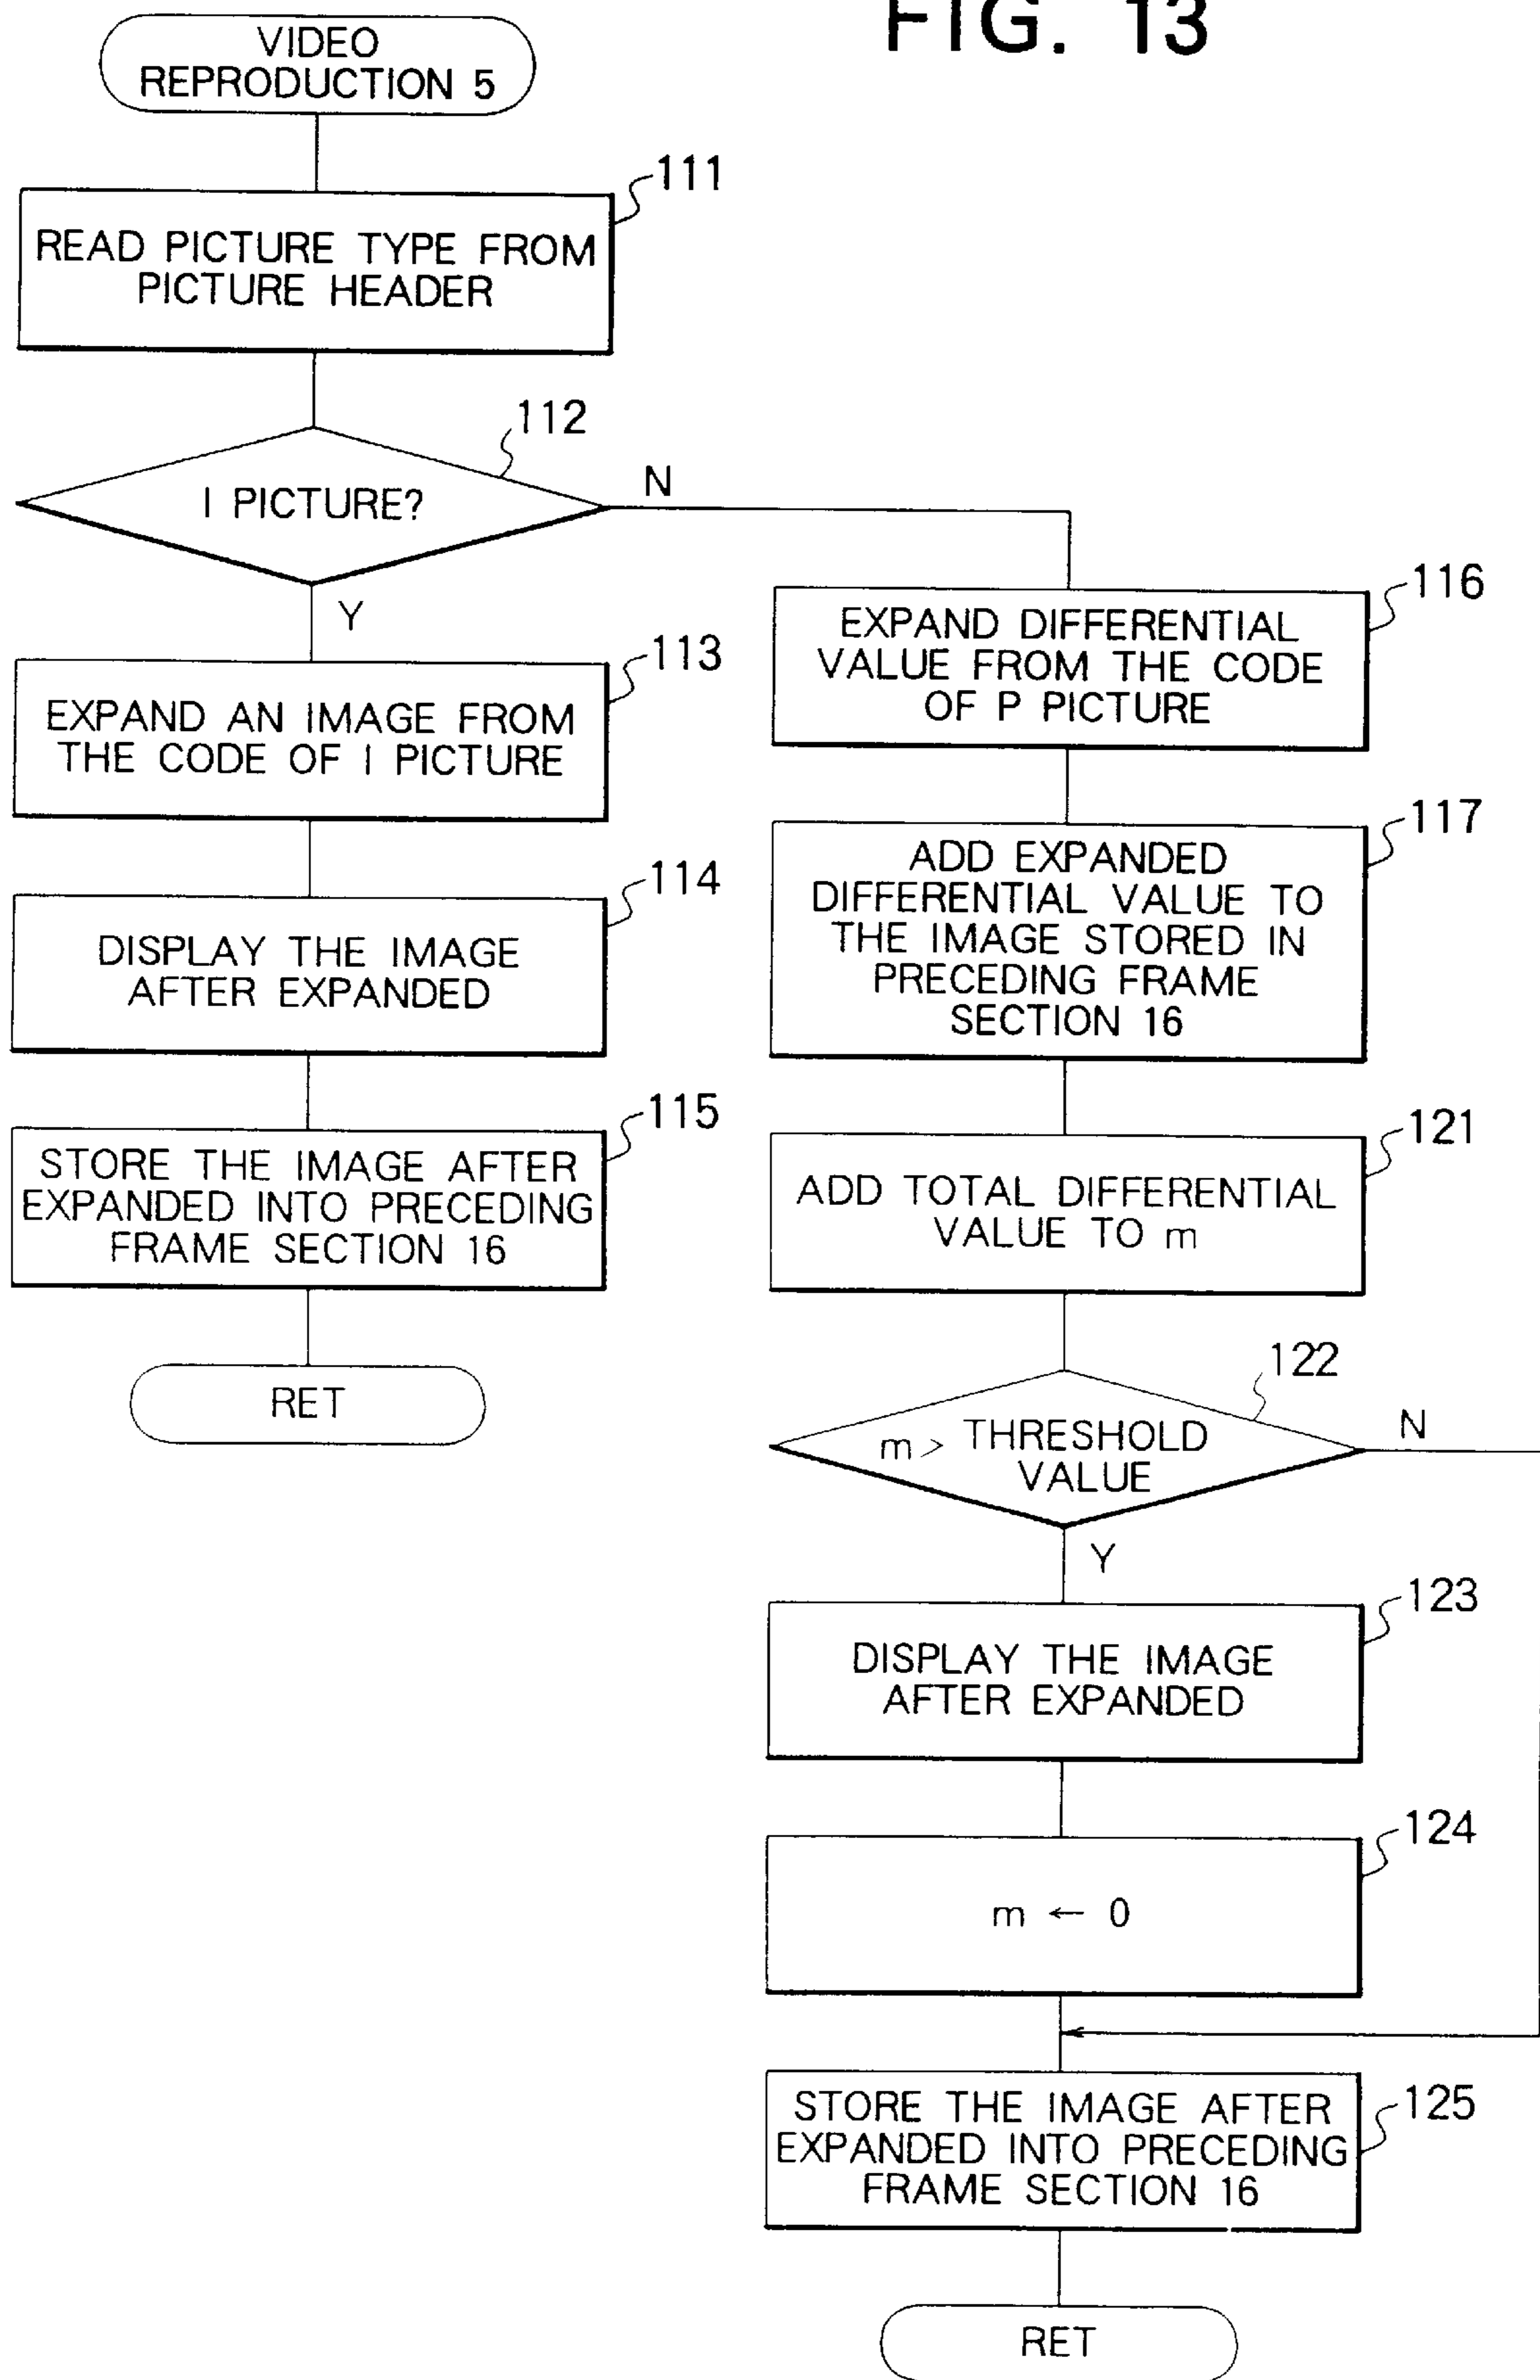 FIG. 13
VIDEO
REPRODUCTION 5
111
READ PICTURE TYPE FROM
PICTURE HEADER
112
I PICTURE?
N
Y
113
EXPAND AN IMAGE FROM
THE CODE OF I PICTURE
114
DISPLAY THE IMAGE
AFTER EXPANDED
115
STORE THE IMAGE AFTER
EXPANDED INTO PRECEDING
FRAME SECTION 16
RET
116
EXPAND DIFFERENTIAL
VALUE FROM THE CODE
OF P PICTURE
117
ADD EXPANDED
DIFFERENTIAL VALUE TO
THE IMAGE STORED IN
PRECEDING FRAME
SECTION 16
121
ADD TOTAL DIFFERENTIAL
VALUE TO m
122
m > THRESHOLD
VALUE
N
Y
123
DISPLAY THE IMAGE
AFTER EXPANDED
124
m ← 0
125
STORE THE IMAGE AFTER
EXPANDED INTO PRECEDING
FRAME SECTION 16
RET